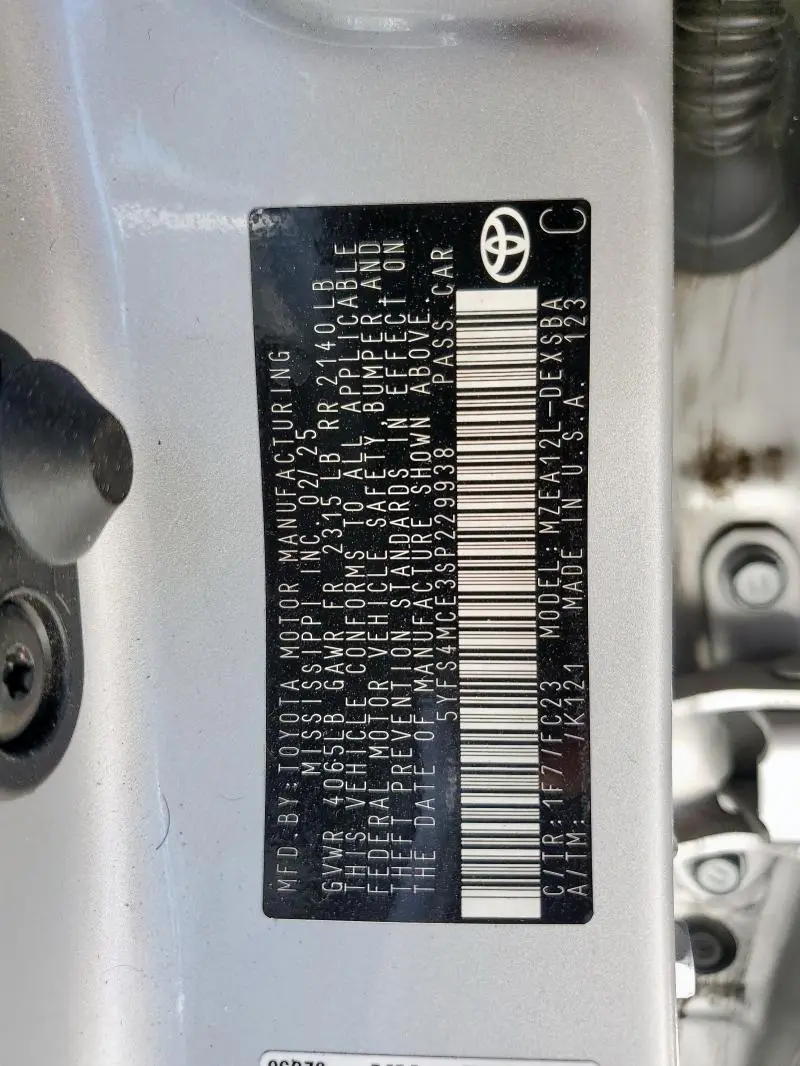 MFD.BY:TOYOTA MOTOR MANUFACTURING
MISSISSIPPI INC. 02/25
GVWR 4065LB GAWR FR 2315 LB RR 2140 LB
THIS VEHICLE CONFORMS TO ALL APPLICABLE
FEDERAL MOTOR VEHICLE SAFETY, BUMPER AND
THEFT PREVENTION STANDARDS IN EFFECT ON
THE DATE OF MANUFACTURE SHOWN ABOVE.
5YFS4MCE3SP229938 PASS.CAR
C/TR:1F7/FC23 MODEL:MZEA12L-DEXSBA
A/TM: /K121 MADE IN U.S.A. 123
C